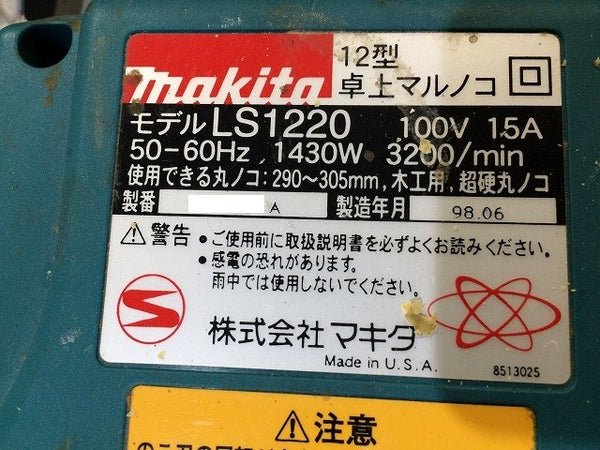 makita
12型
卓上マルノコ
モデル LS1220 100V 15A
50-60Hz 1430W 3200/min
使用できる丸ノコ:290〜305mm,木工用,超硬丸ノコ
製番 A 製造年月 98.06
⚠警告 •ご使用前に取扱説明書を必ずよくお読みください。
•感電の恐れがあります。
雨中では使用しないでください。
株式会社 マキタ
Made in U.S.A.
8513025
⚠注意